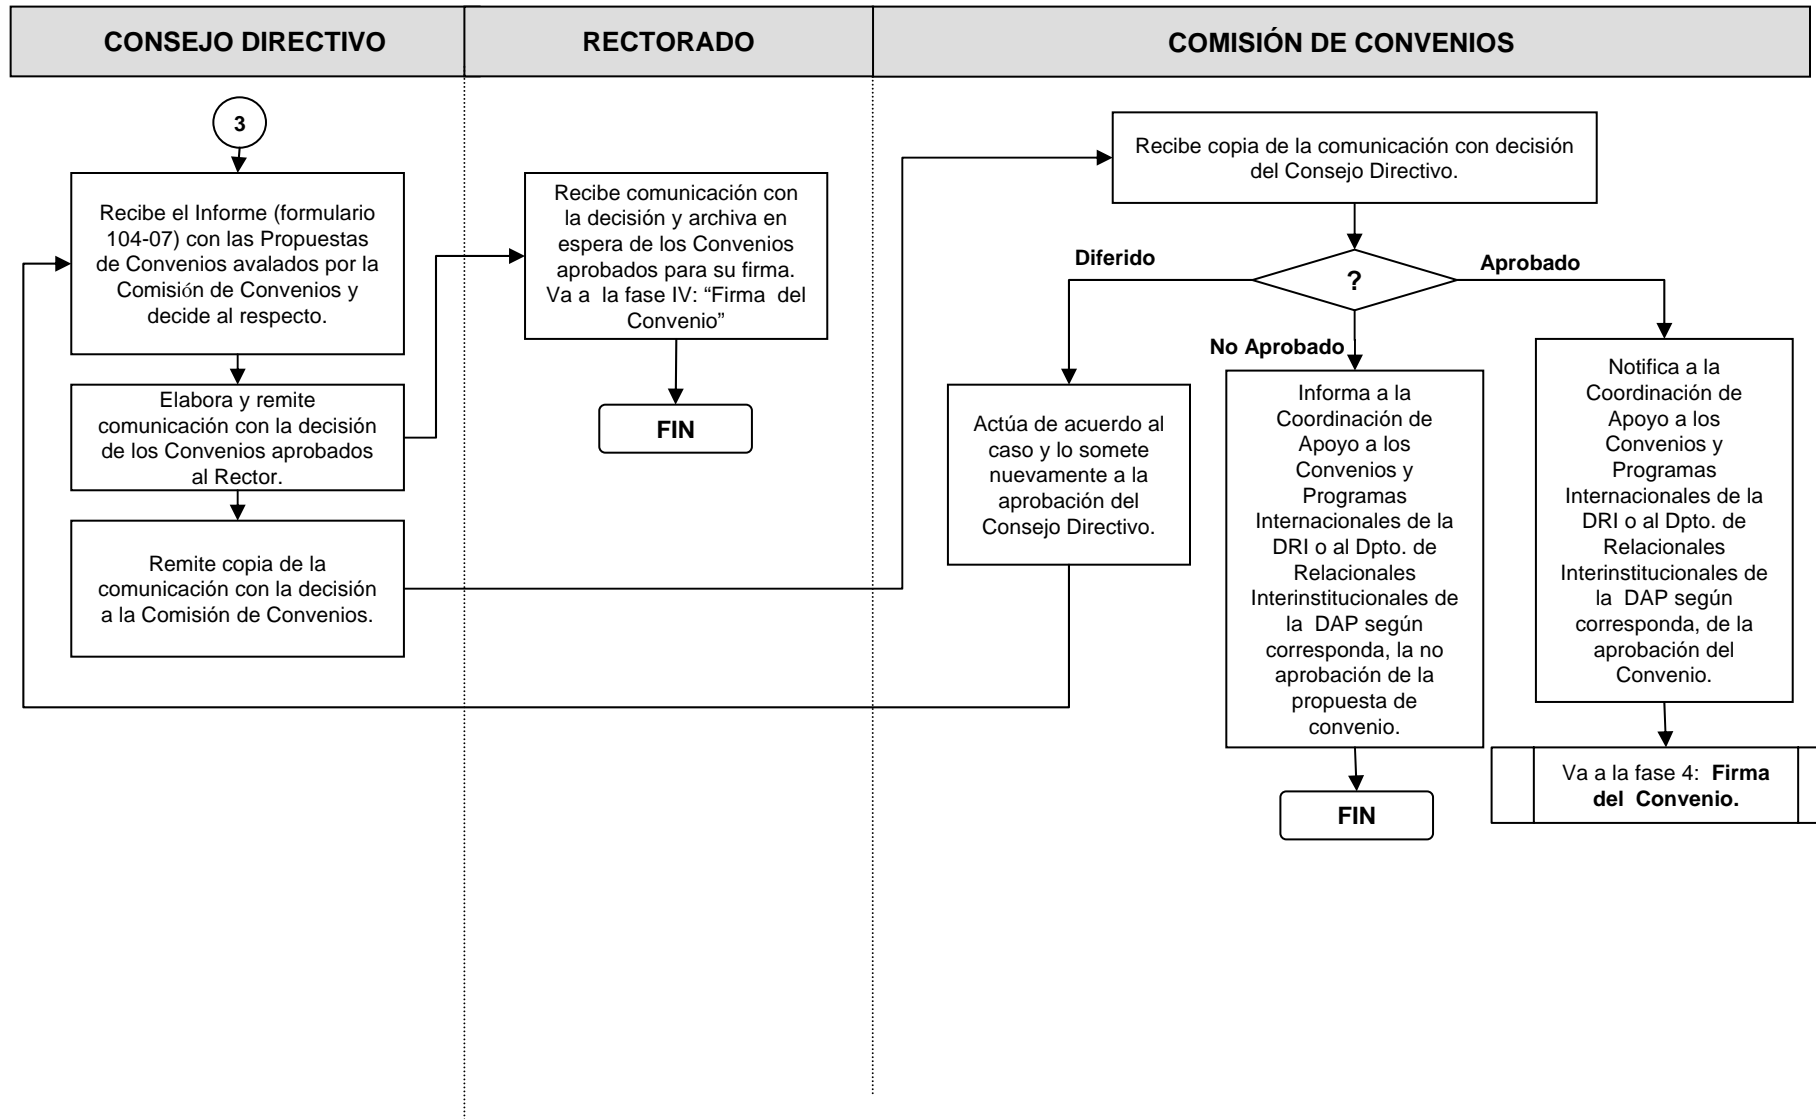 CONSEJO DIRECTIVO
RECTORADO
COMISIÓN DE CONVENIOS
3
Recibe el Informe (formulario
104-07) con las Propuestas
de Convenios avalados por la
Comisión de Convenios y
decide al respecto.
Elabora y remite
comunicación con la decisión
de los Convenios aprobados
al Rector.
Remite copia de la
comunicación con la decisión
a la Comisión de Convenios.
Recibe comunicación con
la decisión y archiva en
espera de los Convenios
aprobados para su firma.
Va a la fase IV: “Firma del
Convenio”
FIN
Recibe copia de la comunicación con decisión
del Consejo Directivo.
?
Diferido
No Aprobado
Aprobado
Actúa de acuerdo al
caso y lo somete
nuevamente a la
aprobación del
Consejo Directivo.
Informa a la
Coordinación de
Apoyo a los
Convenios y
Programas
Internacionales de la
DRI o al Dpto. de
Relacionales
Interinstitucionales de
la DAP según
corresponda, la no
aprobación de la
propuesta de
convenio.
FIN
Notifica a la
Coordinación de
Apoyo a los
Convenios y
Programas
Internacionales de la
DRI o al Dpto. de
Relacionales
Interinstitucionales de
la DAP según
corresponda, de la
aprobación del
Convenio.
Va a la fase 4: Firma
del Convenio.